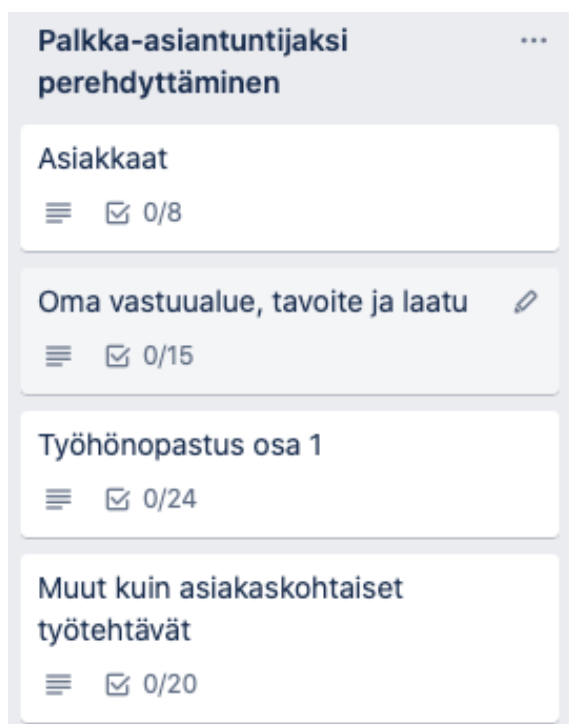 Palkka-asiantuntijaksi
perehdyttäminen
Asiakkaat
0/8
Oma vastuualue, tavoite ja laatu
0/15
Työhönopastus osa 1
0/24
Muut kuin asiakaskohtaiset
työtehtävät
0/20